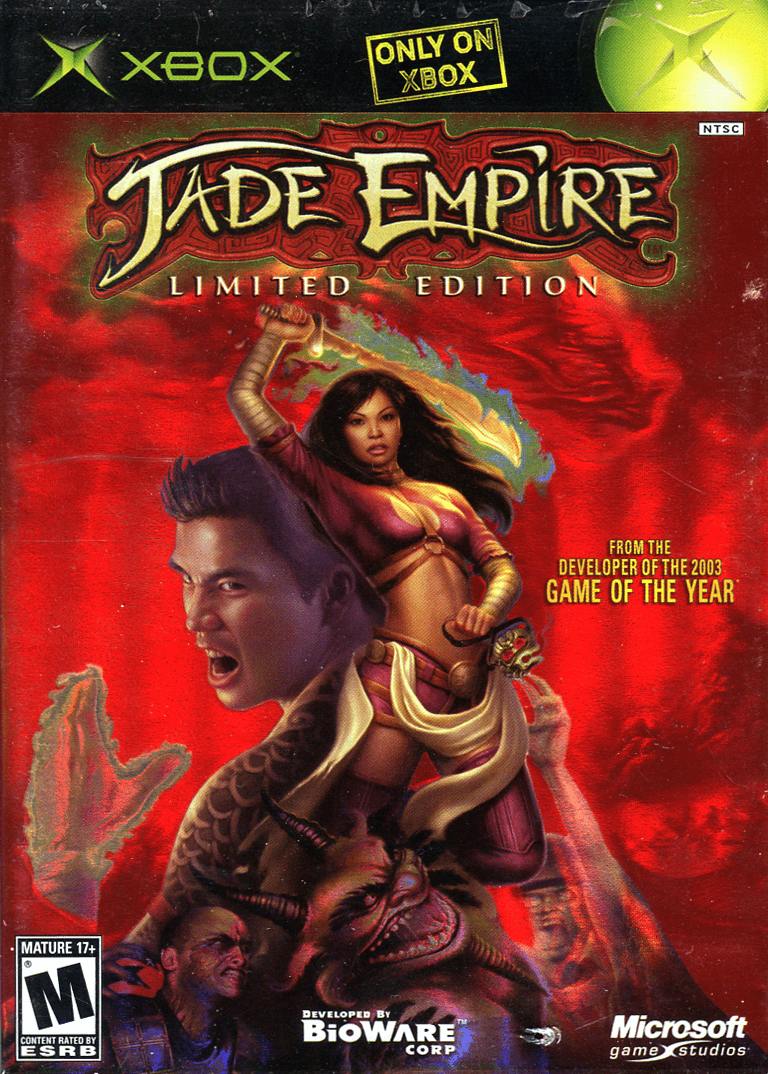 XBOX
ONLY ON
XBOX
NTSC
JADE EMPIRE
LIMITED EDITION
FROM THE
DEVELOPER OF THE 2003
GAME OF THE YEAR
MATURE 17+
M
CONTENT RATED BY
ESRB
DEVELOPED BY
BIOWARE™
CORP
Microsoft
game studios